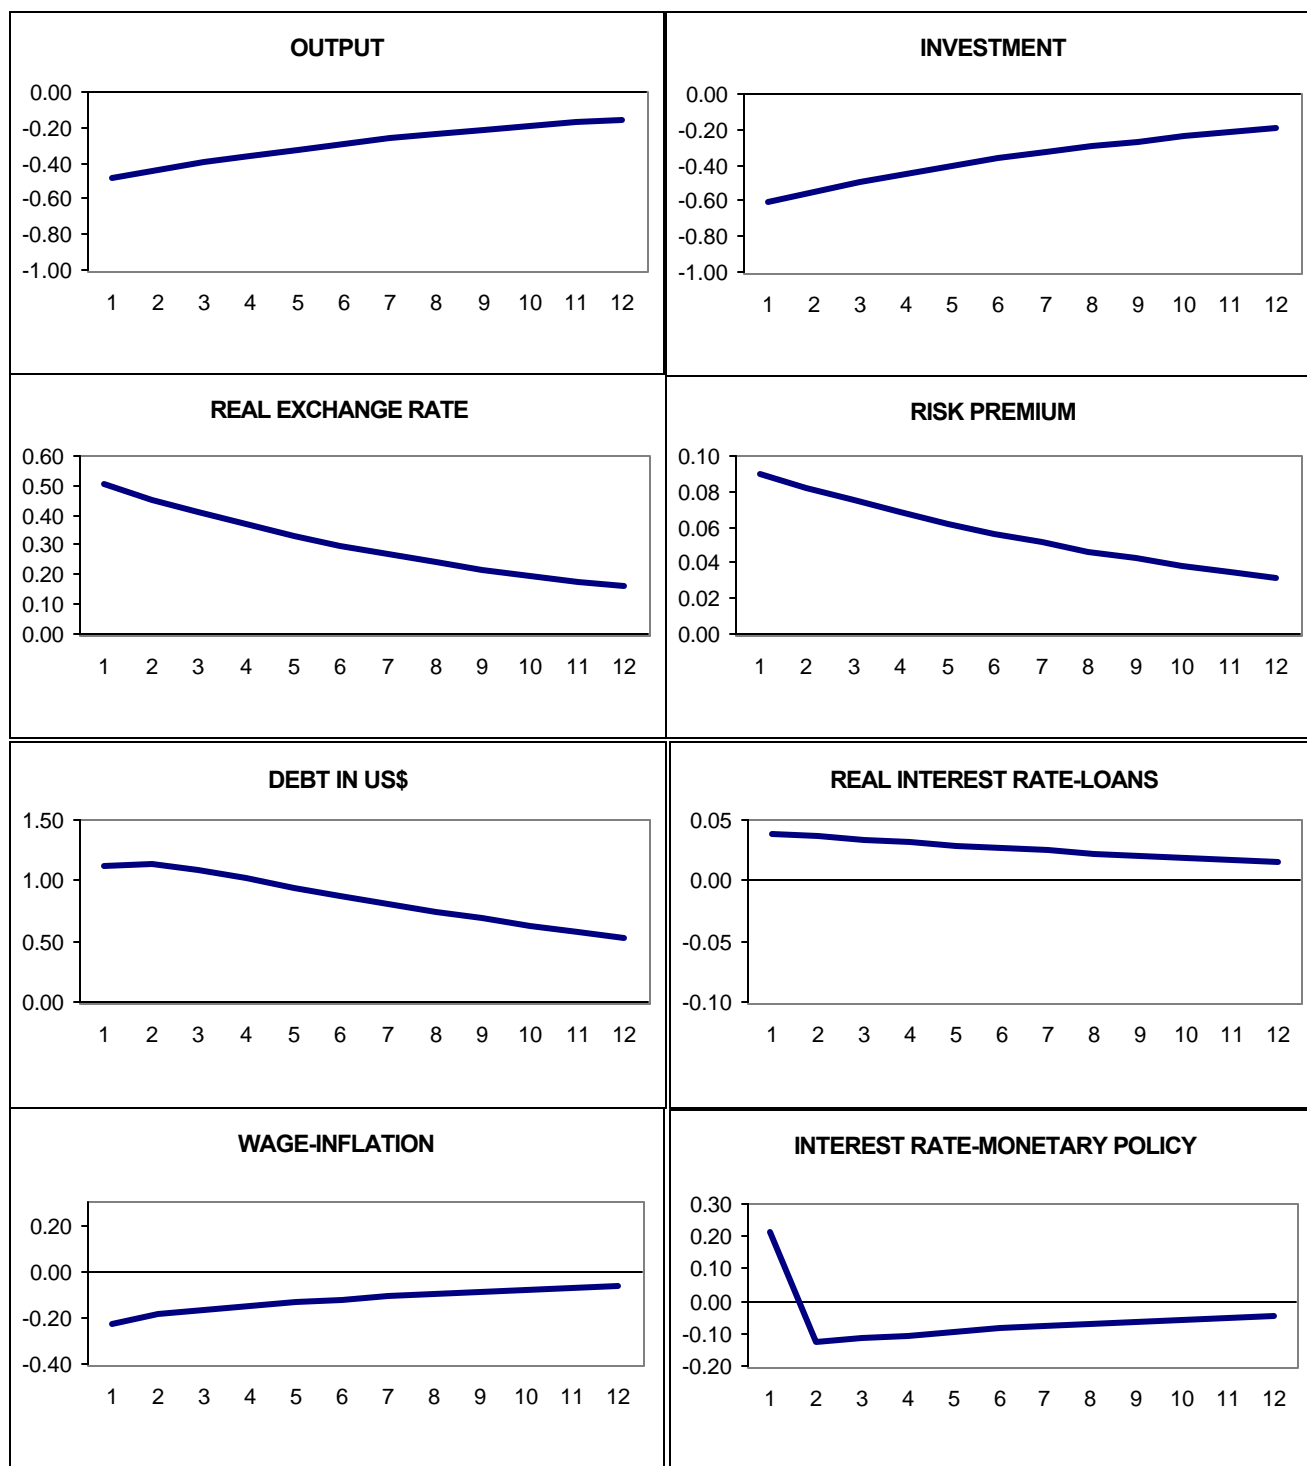 OUTPUT
0.00
-0.20
-0.40
-0.60
-0.80
-1.00
1 2 3 4 5 6 7 8 9 10 11 12
INVESTMENT
0.00
-0.20
-0.40
-0.60
-0.80
-1.00
1 2 3 4 5 6 7 8 9 10 11 12
REAL EXCHANGE RATE
0.60
0.50
0.40
0.30
0.20
0.10
0.00
1 2 3 4 5 6 7 8 9 10 11 12
RISK PREMIUM
0.10
0.08
0.06
0.04
0.02
0.00
1 2 3 4 5 6 7 8 9 10 11 12
DEBT IN US$
1.50
1.00
0.50
0.00
1 2 3 4 5 6 7 8 9 10 11 12
REAL INTEREST RATE-LOANS
0.05
0.00
-0.05
-0.10
1 2 3 4 5 6 7 8 9 10 11 12
WAGE-INFLATION
0.20
0.00
-0.20
-0.40
1 2 3 4 5 6 7 8 9 10 11 12
INTEREST RATE-MONETARY POLICY
0.30
0.20
0.10
0.00
-0.10
-0.20
1 2 3 4 5 6 7 8 9 10 11 12